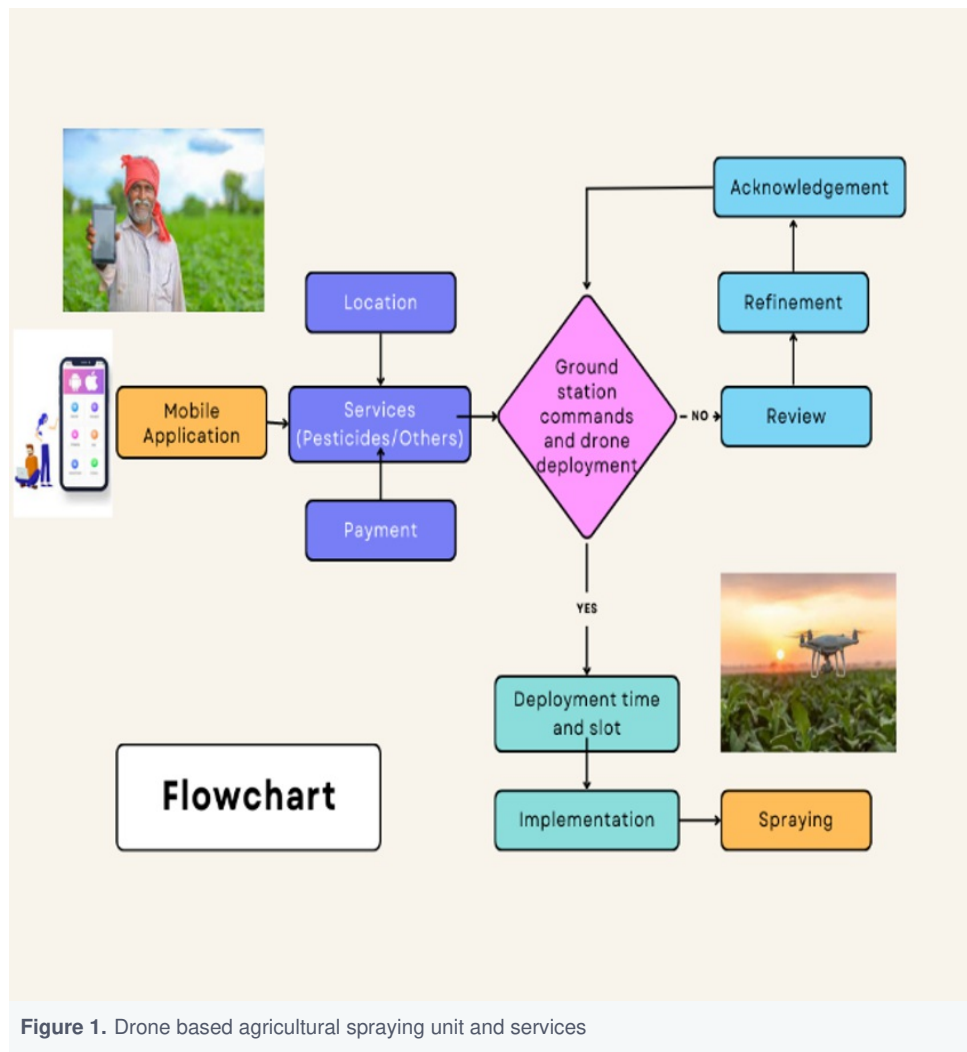 Acknowledgement
Location
Refinement
Ground
station
commands
and drone
deployment
Mobile
Application
Services
(Pesticides/Others)
NO
Review
Payment
YES
Deployment time
and slot
Flowchart
Implementation
Spraying
Figure 1. Drone based agricultural spraying unit and services